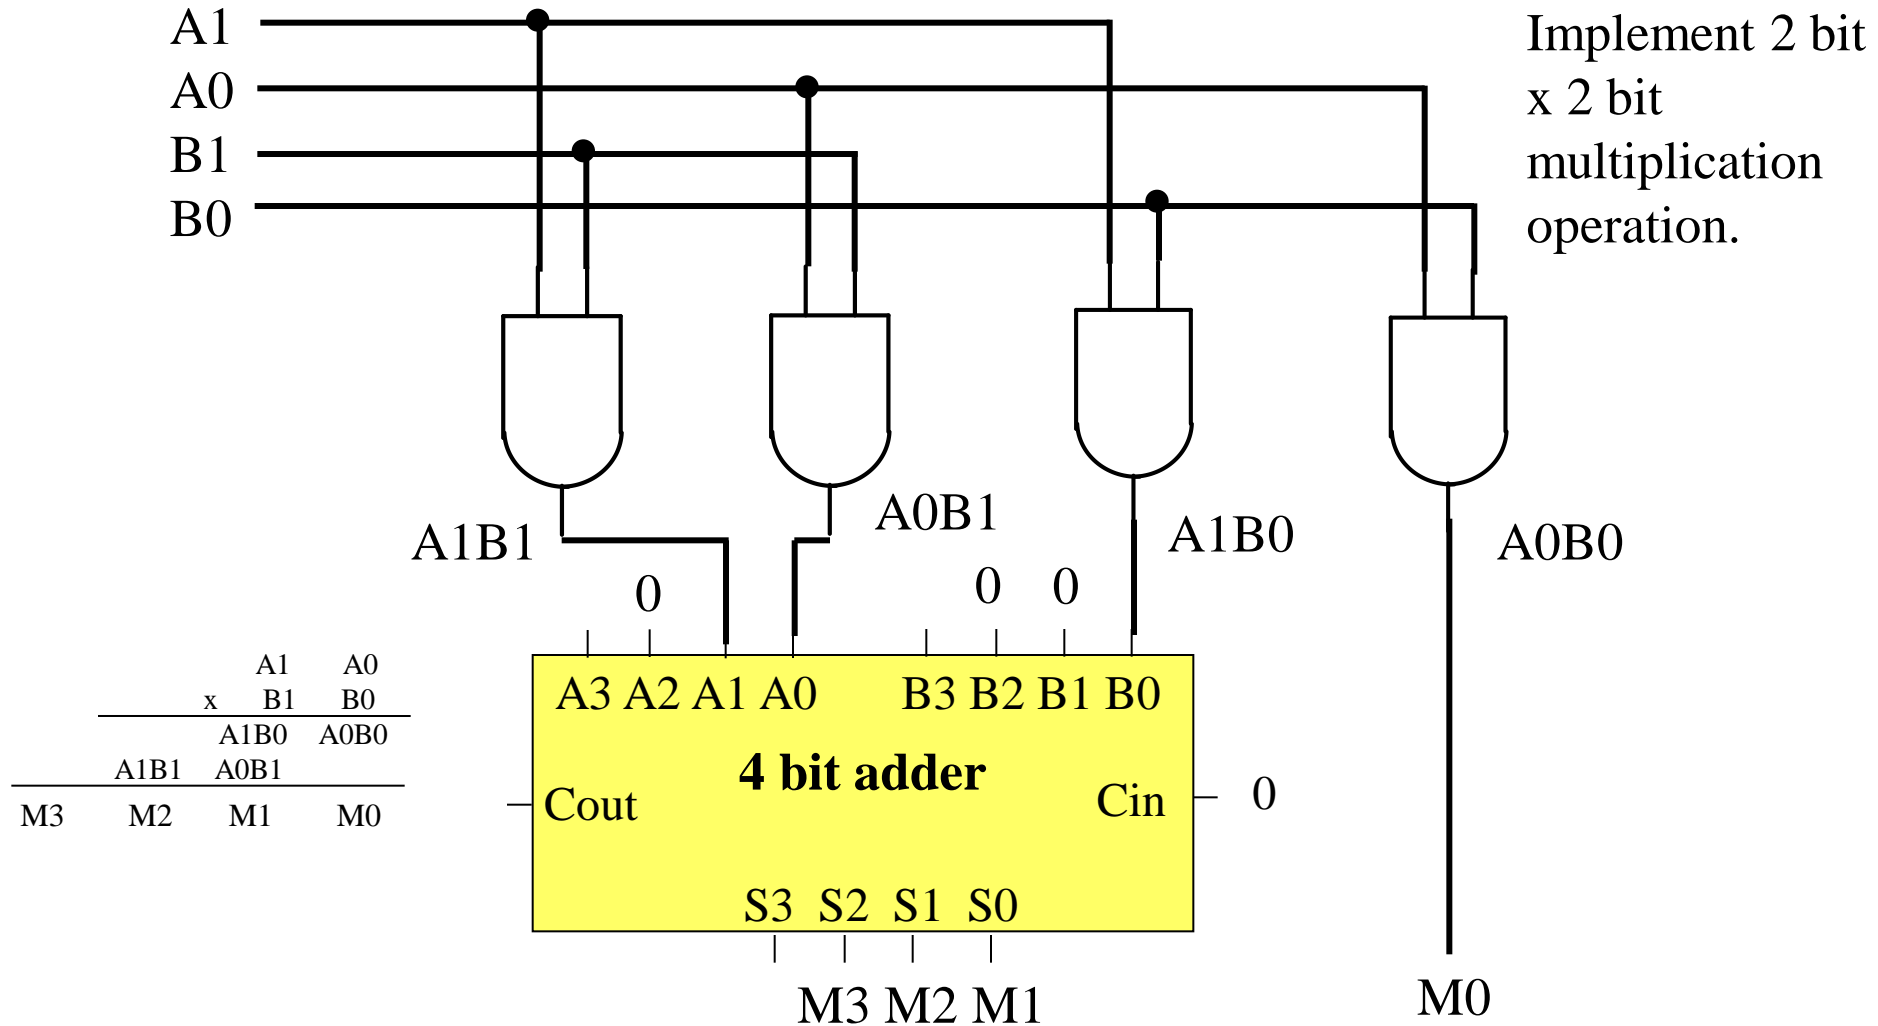 A1
A0
B1
B0
Implement 2 bit
x 2 bit
multiplication
operation.
A1B1
A0B1
A1B0
A0B0
0
0 0
A3 A2 A1 A0 B3 B2 B1 B0
4 bit adder
Cout
Cin
0
S3 S2 S1 S0
M3 M2 M1
M0
A1 A0
x B1 B0
A1B0 A0B0
A1B1 A0B1
M3 M2 M1 M0